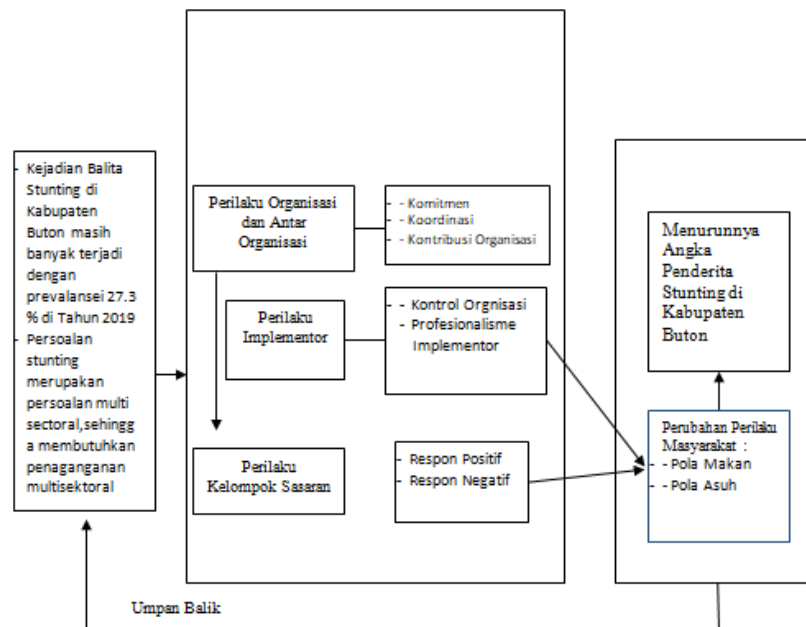 - Kejadian Balita
Stunting di
Kabupaten
Buton masih
banyak terjadi
dengan
prevalansei 27.3
% di Tahun 2019
- Persoalan
stunting
merupakan
persoalan multi
sectoral,sehingg
a membutuhkan
penaganganan
multisektoral
Perilaku Organisasi
dan Antar
Organisasi
- - Komitmen
- - Koordinasi
- - Kontribusi Organisasi
Perilaku
Implementor
- - Kontrol Orgnisasi
- - Profesionalisme
Implementor
Perilaku
Kelompok Sasaran
- Respon Positif
- Respon Negatif
Menurunnya
Angka
Penderita
Stunting di
Kabupaten
Buton
Perubahan Perilaku
Masyarakat :
- - Pola Makan
- - Pola Asuh
Umpan Balik